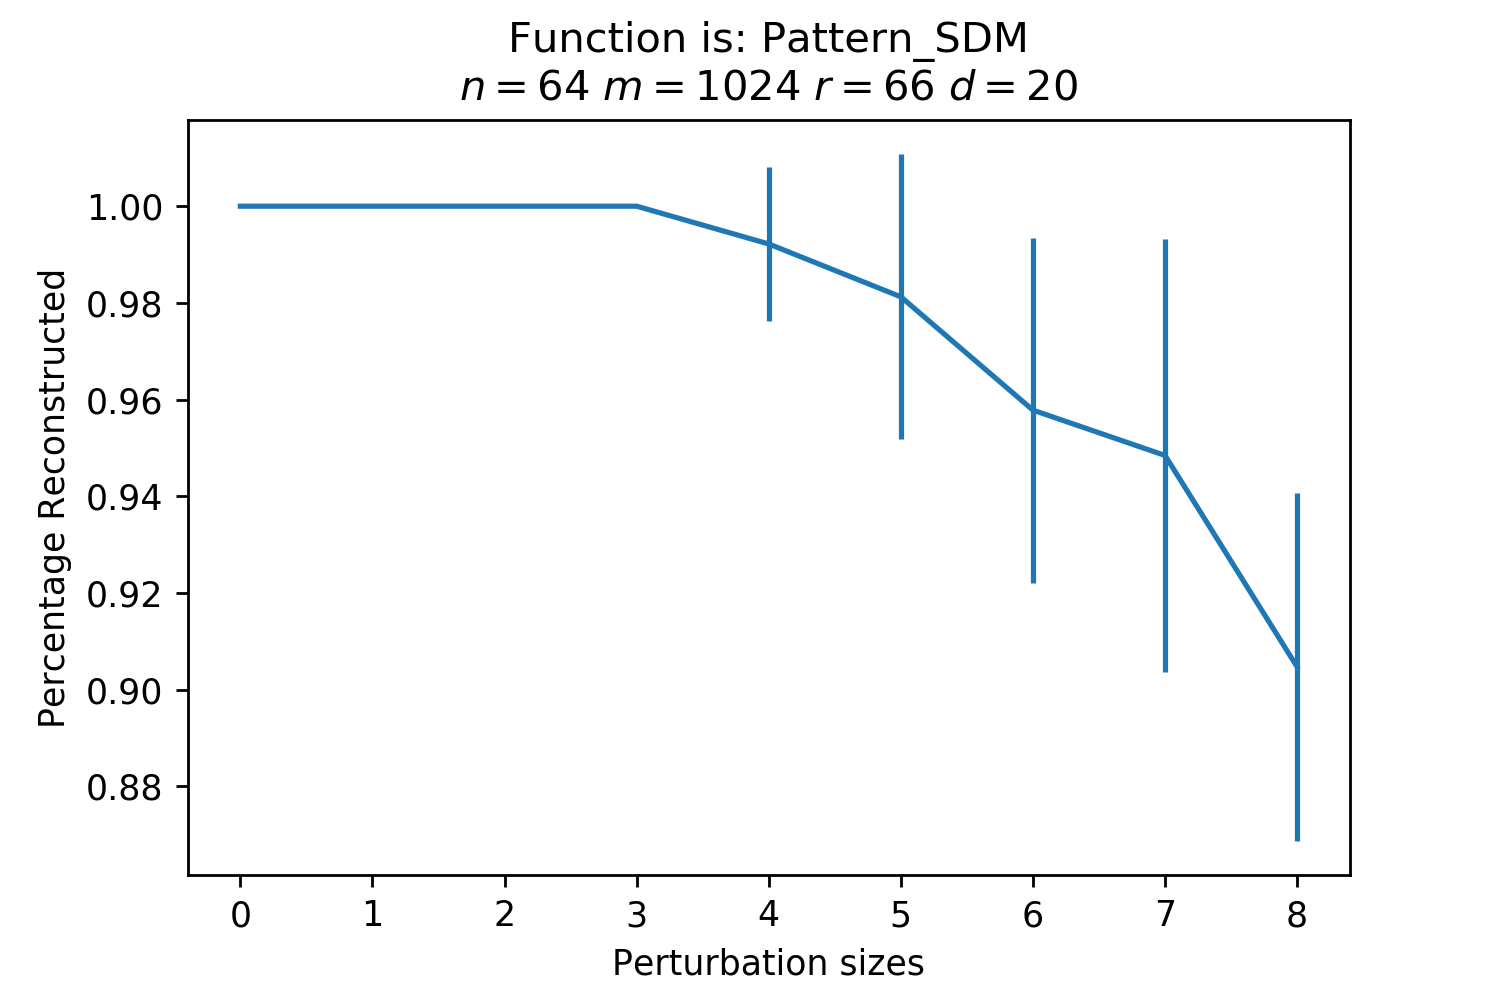 Function is: Pattern_SDM
n = 64 m = 1024 r = 66 d = 20
Percentage Reconstructed
1.00
0.98
0.96
0.94
0.92
0.90
0.88
0 1 2 3 4 5 6 7 8
Perturbation sizes